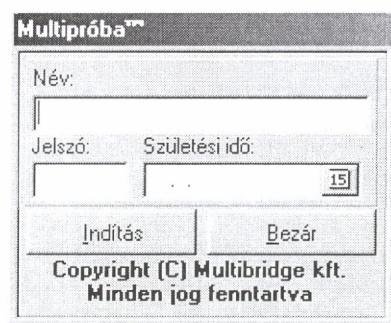 Multipróba™
Név:
Jelszó: Születési idő:
. . 15
Indítás Bezár
Copyright (C) Multibridge kft.
Minden jog fenntartva